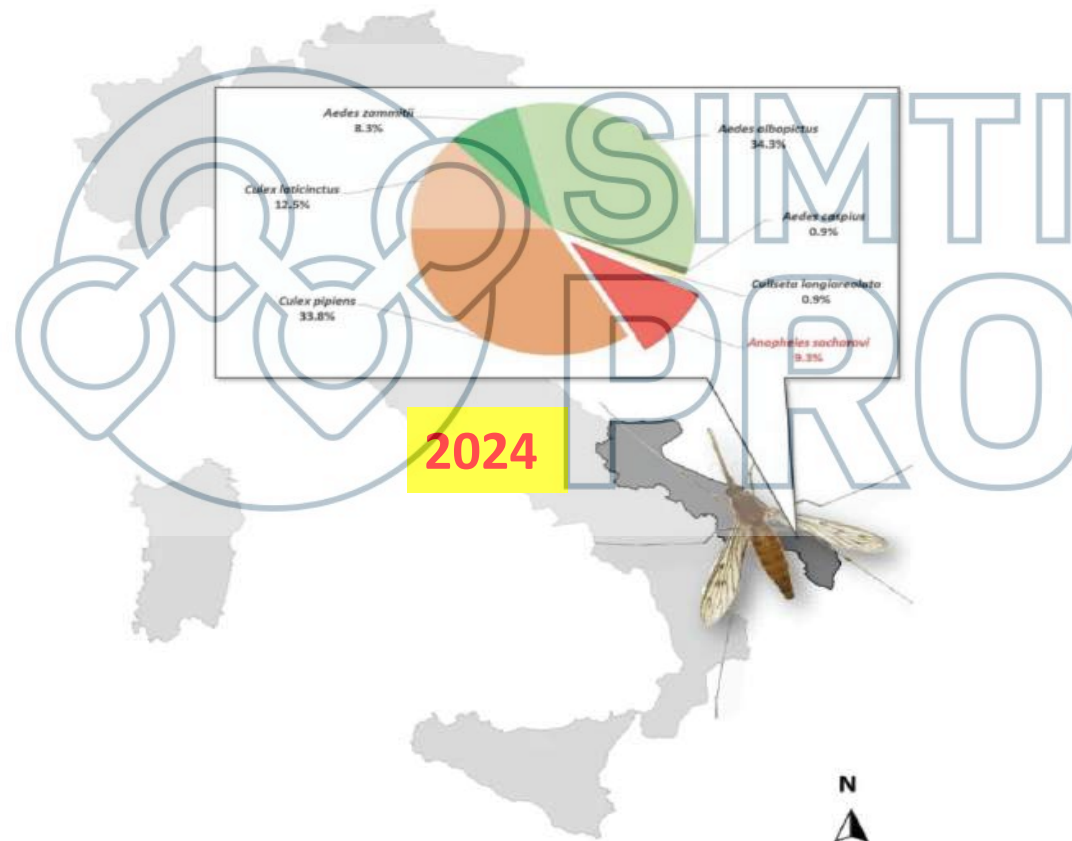 SIMTI
PRO
Aedes zammitii
8.3%
Aedes albopictus
34.3%
Culex laticinctus
12.5%
Aedes caspius
0.9%
Culiseta longiareolata
0.9%
Culex pipiens
33.8%
Anopheles sacharovi
9.3%
2024
N